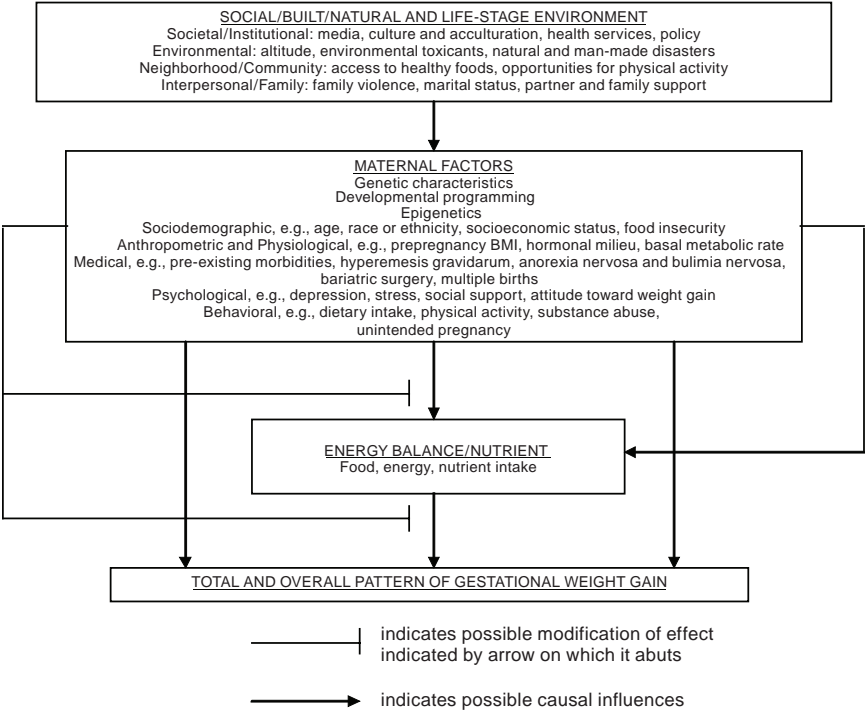 SOCIAL/BUILT/NATURAL AND LIFE-STAGE ENVIRONMENT
Societal/Institutional: media, culture and acculturation, health services, policy
Environmental: altitude, environmental toxicants, natural and man-made disasters
Neighborhood/Community: access to healthy foods, opportunities for physical activity
Interpersonal/Family: family violence, marital status, partner and family support
MATERNAL FACTORS
Genetic characteristics
Developmental programming
Epigenetics
Sociodemographic, e.g., age, race or ethnicity, socioeconomic status, food insecurity
Anthropometric and Physiological, e.g., prepregnancy BMI, hormonal milieu, basal metabolic rate
Medical, e.g., pre-existing morbidities, hyperemesis gravidarum, anorexia nervosa and bulimia nervosa,
bariatric surgery, multiple births
Psychological, e.g., depression, stress, social support, attitude toward weight gain
Behavioral, e.g., dietary intake, physical activity, substance abuse,
unintended pregnancy
ENERGY BALANCE/NUTRIENT
Food, energy, nutrient intake
TOTAL AND OVERALL PATTERN OF GESTATIONAL WEIGHT GAIN
indicates possible modification of effect
indicated by arrow on which it abuts
indicates possible causal influences